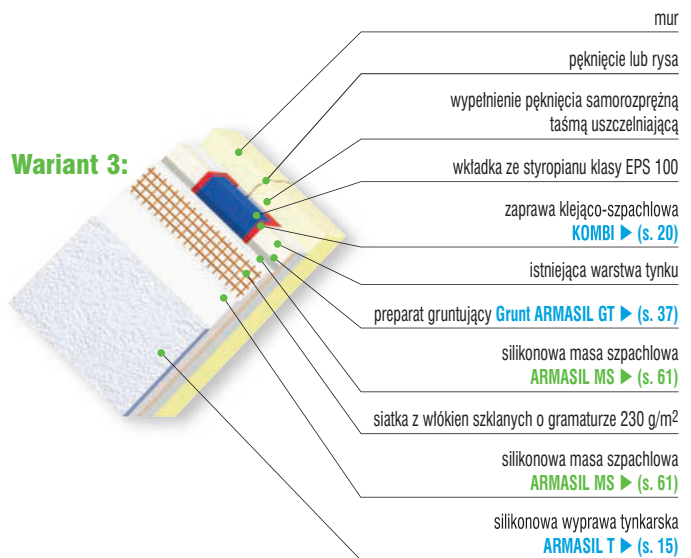 mur
pęknięcie lub rysa
wypełnienie pęknięcia samorozprężną
taśmą uszczelniającą
Wariant 3:
wkładka ze styropianu klasy EPS 100
zaprawa klejąco-szpachlowa
KOMBI ▶ (s. 20)
istniejąca warstwa tynku
preparat gruntujący Grunt ARMASIL GT ▶ (s. 37)
silikonowa masa szpachlowa
ARMASIL MS ▶ (s. 61)
siatka z włókien szklanych o gramaturze 230 g/m²
silikonowa masa szpachlowa
ARMASIL MS ▶ (s. 61)
silikonowa wyprawa tynkarska
ARMASIL T ▶ (s. 15)